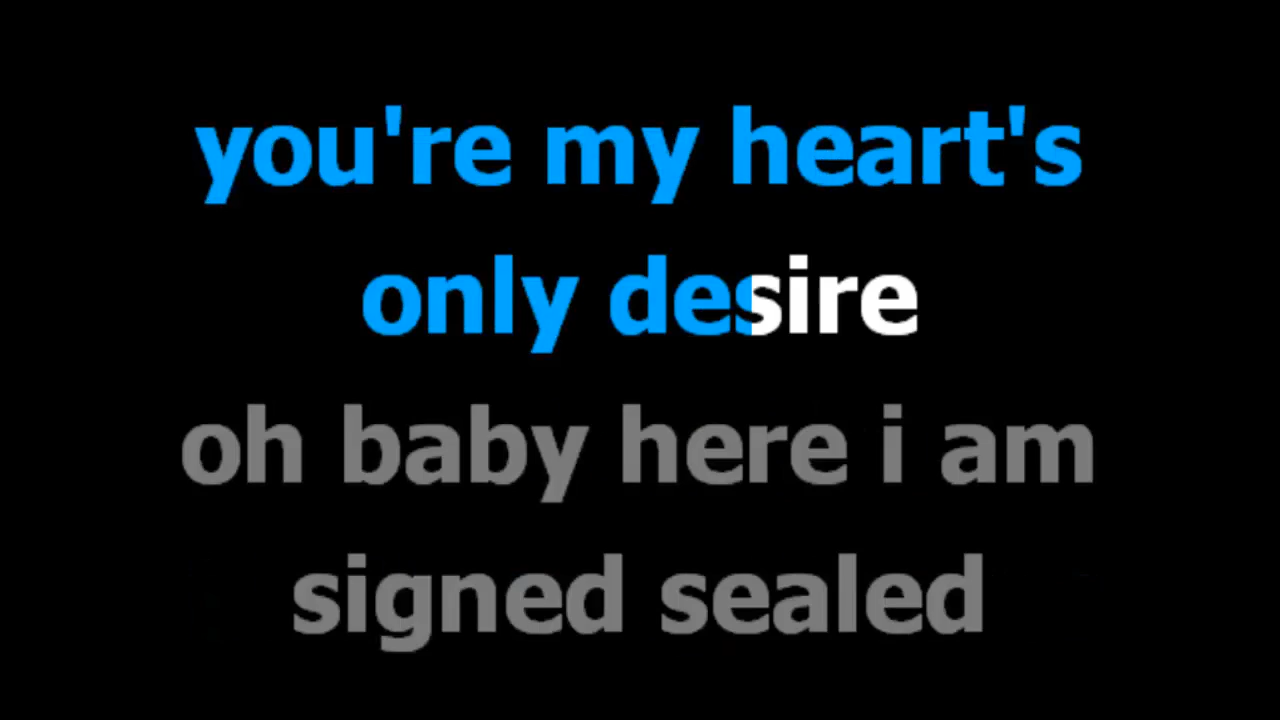 you're my heart's
only desire
oh baby here i am
signed sealed